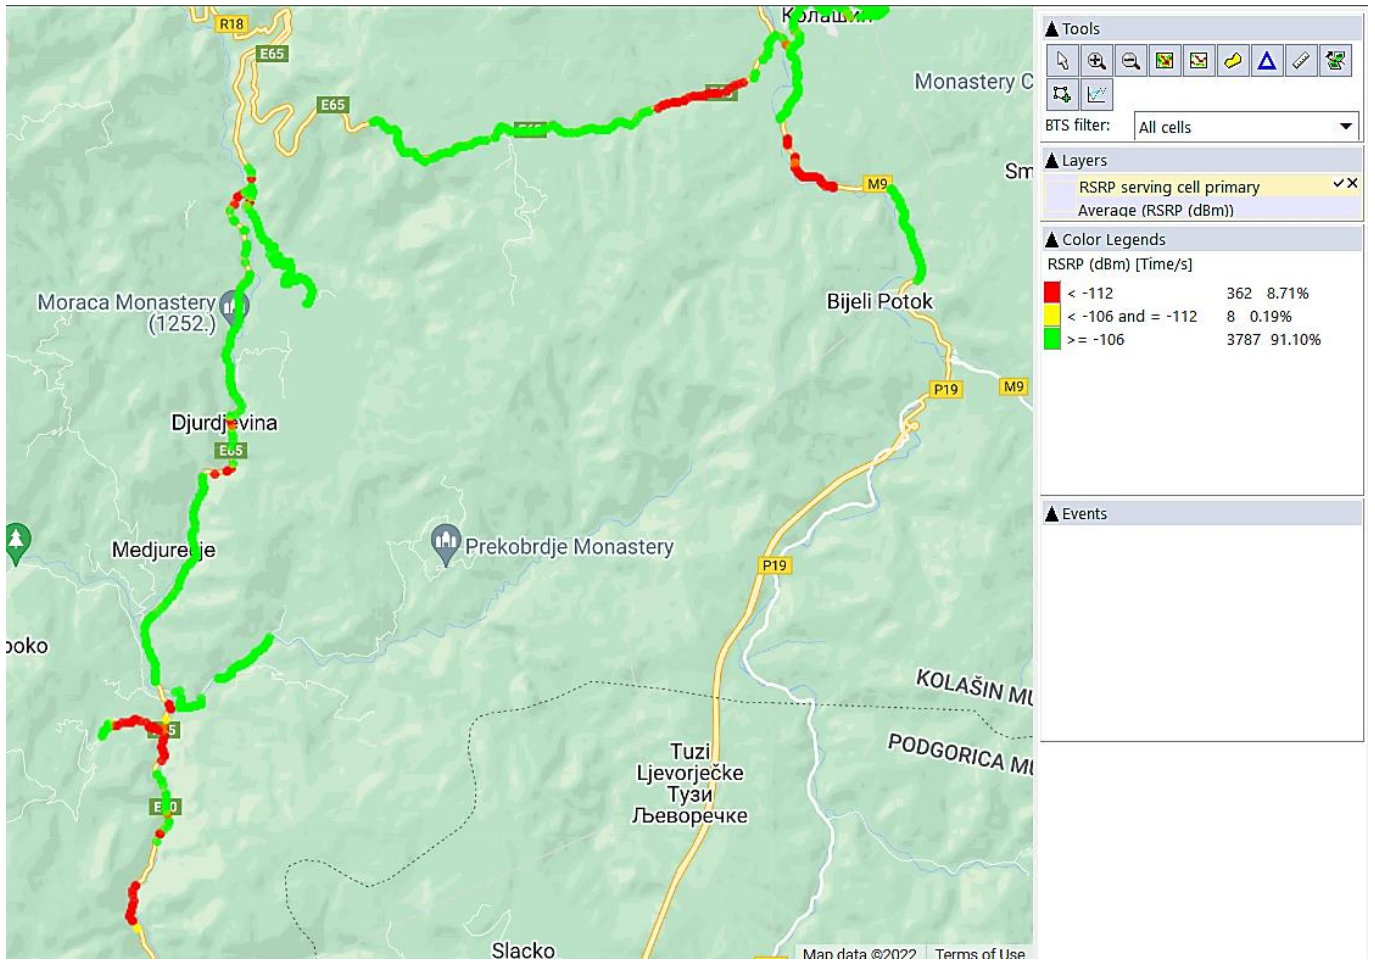 R18
E65
E65
Колашин
Monastery C
Sm
M9
Moraca Monastery
(1252.)
Bijeli Potok
P19
M9
Djurdjevina
E65
Medjurecje
Prekobrdje Monastery
P19
KOLAŠIN MU
PODGORICA MU
Tuzi
Ljevorječke
Тузи
Љеворечке
Slacko
Map data ©2022
Terms of Use
Tools
BTS filter:
All cells
Layers
RSRP serving cell primary
Average (RSRP (dBm))
Color Legends
RSRP (dBm) [Time/s]
< -112 362 8.71%
< -106 and = -112 8 0.19%
>= -106 3787 91.10%
Events